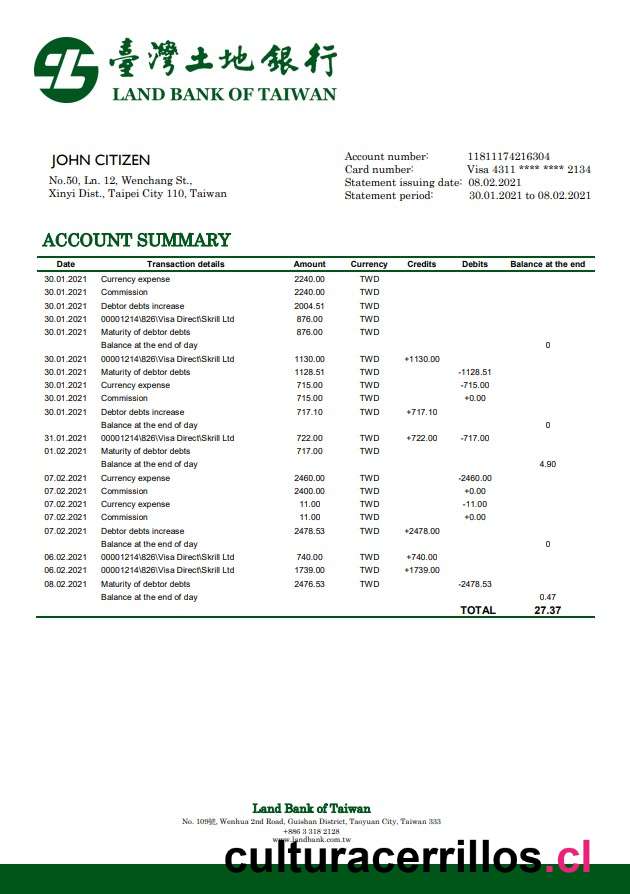 臺灣土地銀行
LAND BANK OF TAIWAN
JOHN CITIZEN
No.50, Ln. 12, Wenchang St.,
Xinyi Dist., Taipei City 110, Taiwan
Account number: 11811174216304
Card number: Visa 4311 **** **** 2134
Statement issuing date: 08.02.2021
Statement period: 30.01.2021 to 08.02.2021
ACCOUNT SUMMARY
Date Transaction details Amount Currency Credits Debits Balance at the end
30.01.2021 Currency expense 2240.00 TWD
30.01.2021 Commission 2240.00 TWD
30.01.2021 Debtor debts increase 2004.51 TWD
30.01.2021 00001214\826\Visa Direct\Skrill Ltd 876.00 TWD
30.01.2021 Maturity of debtor debts 876.00 TWD
Balance at the end of day 0
30.01.2021 00001214\826\Visa Direct\Skrill Ltd 1130.00 TWD +1130.00
30.01.2021 Maturity of debtor debts 1128.51 TWD -1128.51
30.01.2021 Currency expense 715.00 TWD -715.00
30.01.2021 Commission 715.00 TWD +0.00
30.01.2021 Debtor debts increase 717.10 TWD +717.10
Balance at the end of day 0
31.01.2021 00001214\826\Visa Direct\Skrill Ltd 722.00 TWD +722.00 -717.00
01.02.2021 Maturity of debtor debts 717.00 TWD
Balance at the end of day 4.90
07.02.2021 Currency expense 2460.00 TWD -2460.00
07.02.2021 Commission 2400.00 TWD +0.00
07.02.2021 Currency expense 11.00 TWD -11.00
07.02.2021 Commission 11.00 TWD +0.00
07.02.2021 Debtor debts increase 2478.53 TWD +2478.00
Balance at the end of day 0
06.02.2021 00001214\826\Visa Direct\Skrill Ltd 740.00 TWD +740.00
06.02.2021 00001214\826\Visa Direct\Skrill Ltd 1739.00 TWD +1739.00
08.02.2021 Maturity of debtor debts 2476.53 TWD -2478.53
Balance at the end of day 0.47
TOTAL 27.37
Land Bank of Taiwan
No. 109號, Wenhua 2nd Road, Guishan District, Taoyuan City, Taiwan 333
+886 3 318 2128
www.landbank.com.tw
culturacerrillos.cl